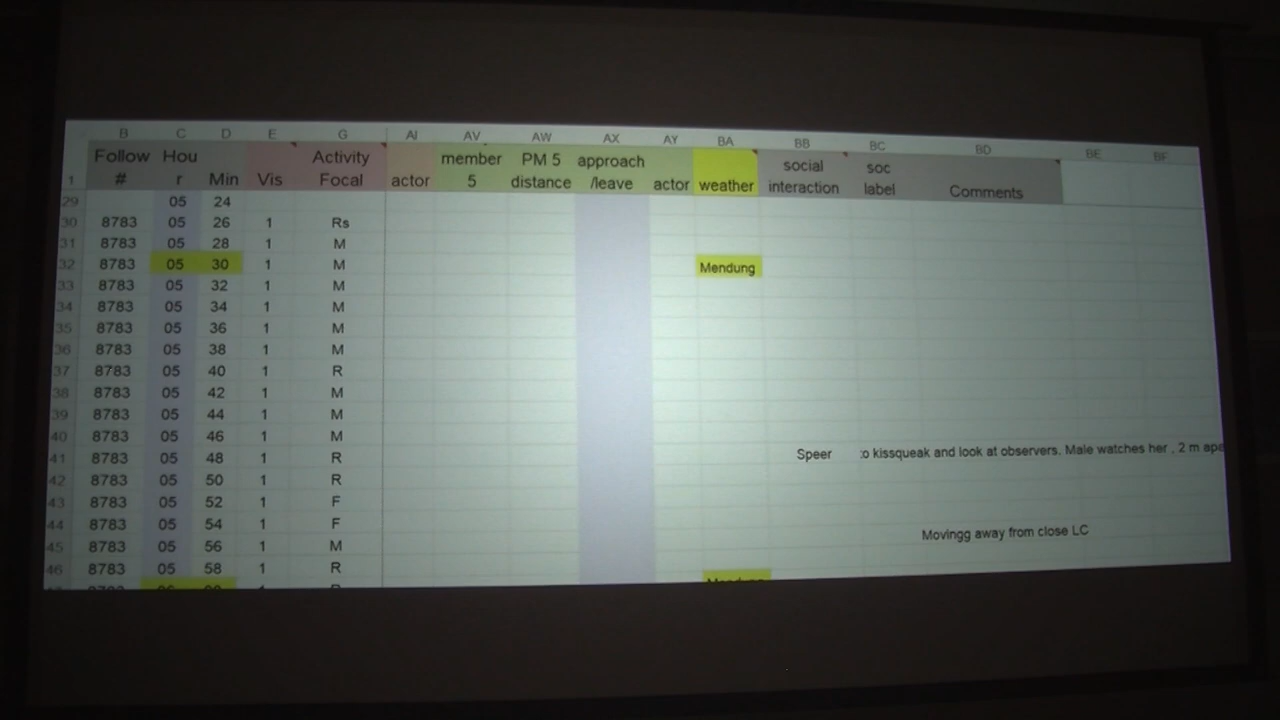 B C D E G AI AV AW AX AY BA BB BC BD BE BF
1 Follow # Hou r Min Vis Activity Focal actor member 5 PM 5 distance approach /leave actor weather social interaction soc label Comments
29 05 24
30 8783 05 26 1 Rs
31 8783 05 28 1 M
32 8783 05 30 1 M Mendung
33 8783 05 32 1 M
34 8783 05 34 1 M
35 8783 05 36 1 M
36 8783 05 38 1 M
37 8783 05 40 1 R
38 8783 05 42 1 M
39 8783 05 44 1 M
40 8783 05 46 1 M
41 8783 05 48 1 R Speer :o kissqueak and look at observers. Male watches her , 2 m apa
42 8783 05 50 1 R
43 8783 05 52 1 F
44 8783 05 54 1 F Movingg away from close LC
45 8783 05 56 1 M
46 8783 05 58 1 R